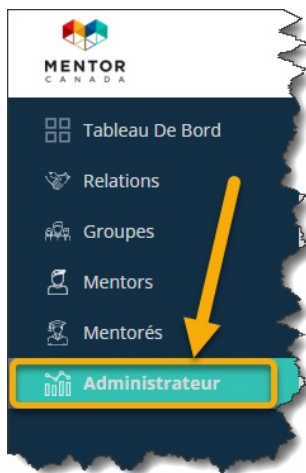 MENTOR
CANADA
Tableau De Bord
Relations
Groupes
Mentors
Mentorés
Administrateur